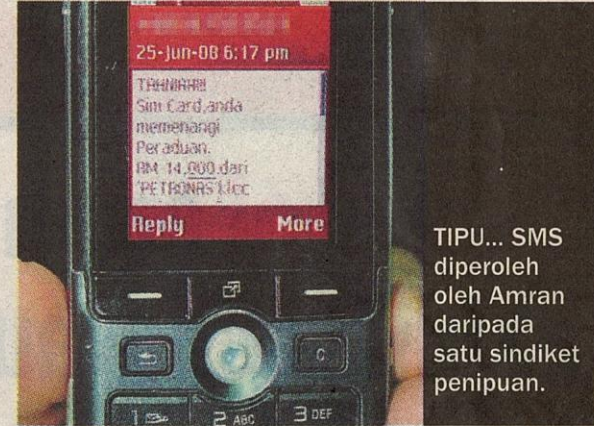 25-Jun-08 6:17 pm
TAHNIAH!!!
Sim Card,anda
memenangi
Peraduan.
RM 14,000.dari
'PETRONAS'
Reply More
C
1
2 ABC 3 DEF
TIPU... SMS
diperoleh
oleh Amran
daripada
satu sindiket
penipuan.